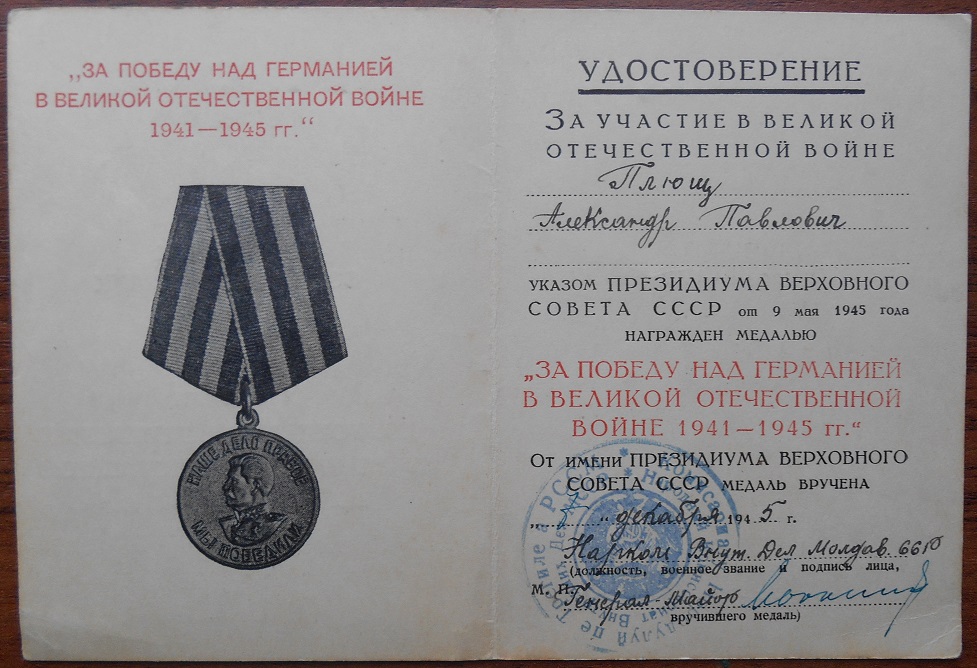 „ЗА ПОБЕДУ НАД ГЕРМАНИЕЙ
В ВЕЛИКОЙ ОТЕЧЕСТВЕННОЙ ВОЙНЕ
1941—1945 гг.“
НАШЕ ДЕЛО ПРАВОЕ
МЫ ПОБЕДИЛИ
УДОСТОВЕРЕНИЕ
ЗА УЧАСТИЕ В ВЕЛИКОЙ
ОТЕЧЕСТВЕННОЙ ВОЙНЕ
Плющ
Александр Павлович
УКАЗОМ ПРЕЗИДИУМА ВЕРХОВНОГО
СОВЕТА СССР от 9 мая 1945 года
НАГРАЖДЕН МЕДАЛЬЮ
„ЗА ПОБЕДУ НАД ГЕРМАНИЕЙ
В ВЕЛИКОЙ ОТЕЧЕСТВЕННОЙ
ВОЙНЕ 1941—1945 гг.“
ОТ ИМЕНИ ПРЕЗИДИУМА ВЕРХОВНОГО
СОВЕТА СССР МЕДАЛЬ ВРУЧЕНА
„ “ декабря 1945 г.
Нарком Внут. Дел Молдав.
(должность, военное звание и подпись лица,
М. П. Генерал-майор
вручившего медаль)